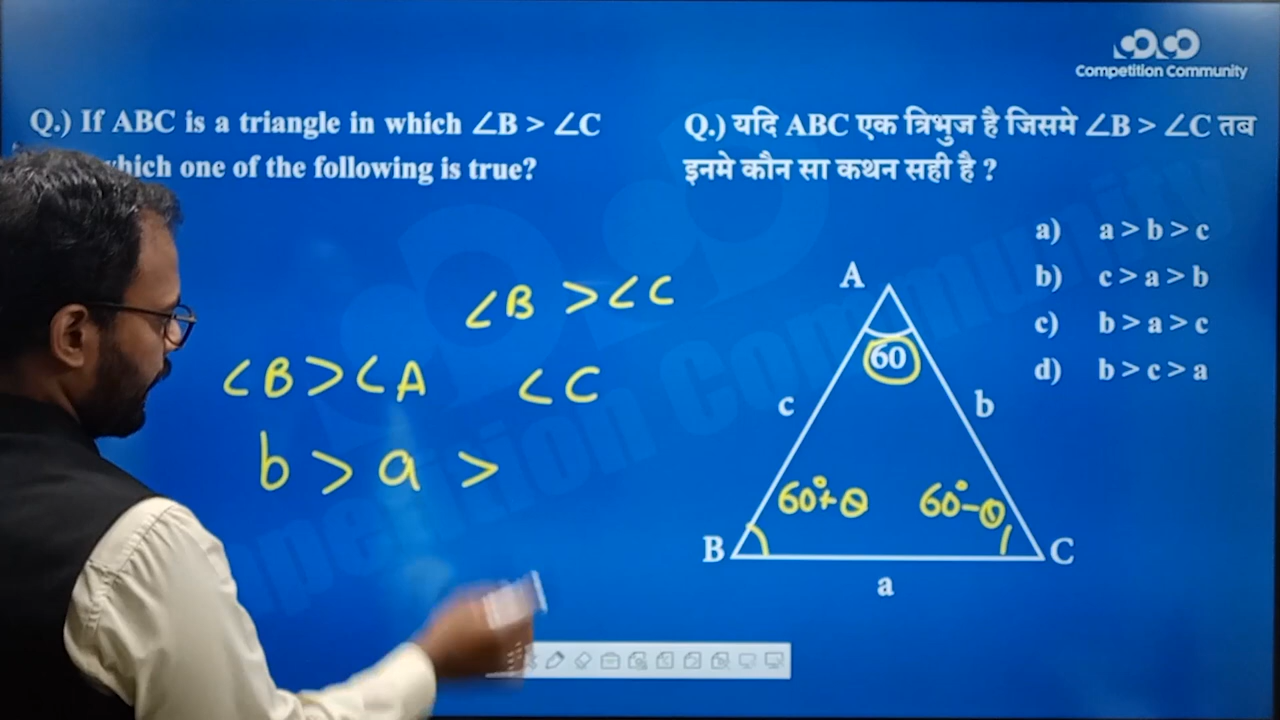 Competition Community
Q.) If ABC is a triangle in which ∠B > ∠C
which one of the following is true?
Q.) यदि ABC एक त्रिभुज है जिसमे ∠B > ∠C तब
इनमे कौन सा कथन सही है ?
a) a > b > c
b) c > a > b
c) b > a > c
d) b > c > a
∠B > ∠C
∠B > ∠A ∠C
b > a >
A
60
c
b
60°+θ 60°-θ
B
C
a